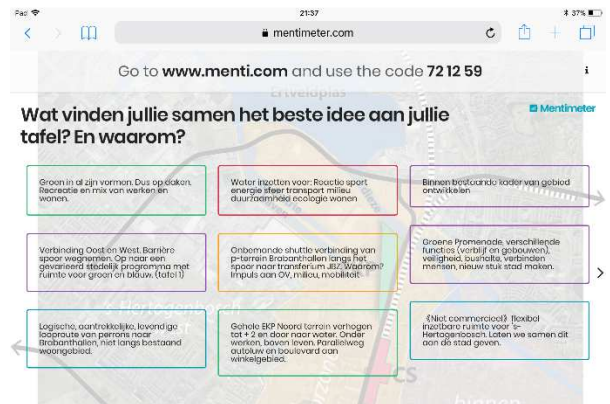 Pad
21:37
37%
mentimeter.com
Go to www.menti.com and use the code 72 12 59
i
Wat vinden jullie samen het beste idee aan jullie
tafel? En waarom?
Mentimeter
Groen in al zijn vormen. Dus op daken.
Recreatie en mix van werken en
wonen.
Water inzetten voor: Reactie sport
energie sfeer transport milieu
duurzaamheid ecologie wonen
Binnen bestaande kader van gebied
ontwikkelen
Verbinding Oost en West. Barrière
spoor wegnemen. Op naar een
gevarieerd stedelijk programma met
ruimte voor groen en blauw. (tafel 1)
Onbemande shuttle verbinding van
p-terrein Brabanthallen langs het
spoor naar transferium JBZ. Waarom?
Impuls aan OV, milieu, mobiliteit
Groene Promenade, verschillende
functies (verblijf en gebouwen),
veiligheid, bushalte, verbinden
mensen, nieuw stuk stad maken.
Logische, aantrekkelijke, levendige
looproute van perrons naar
Brabanthallen, niet langs bestaand
woongebied.
Gehele EKP Noord terrein verhogen
tot + 2 en daar naar water. Onder
werken, boven leven. Parallelweg
autoluw en boulevard aan
winkelgebied.
(Niet commercieel) flexibel
inzetbare ruimte voor 's-
Hertogenbosch. Laten we samen dit
aan de stad geven.
CS